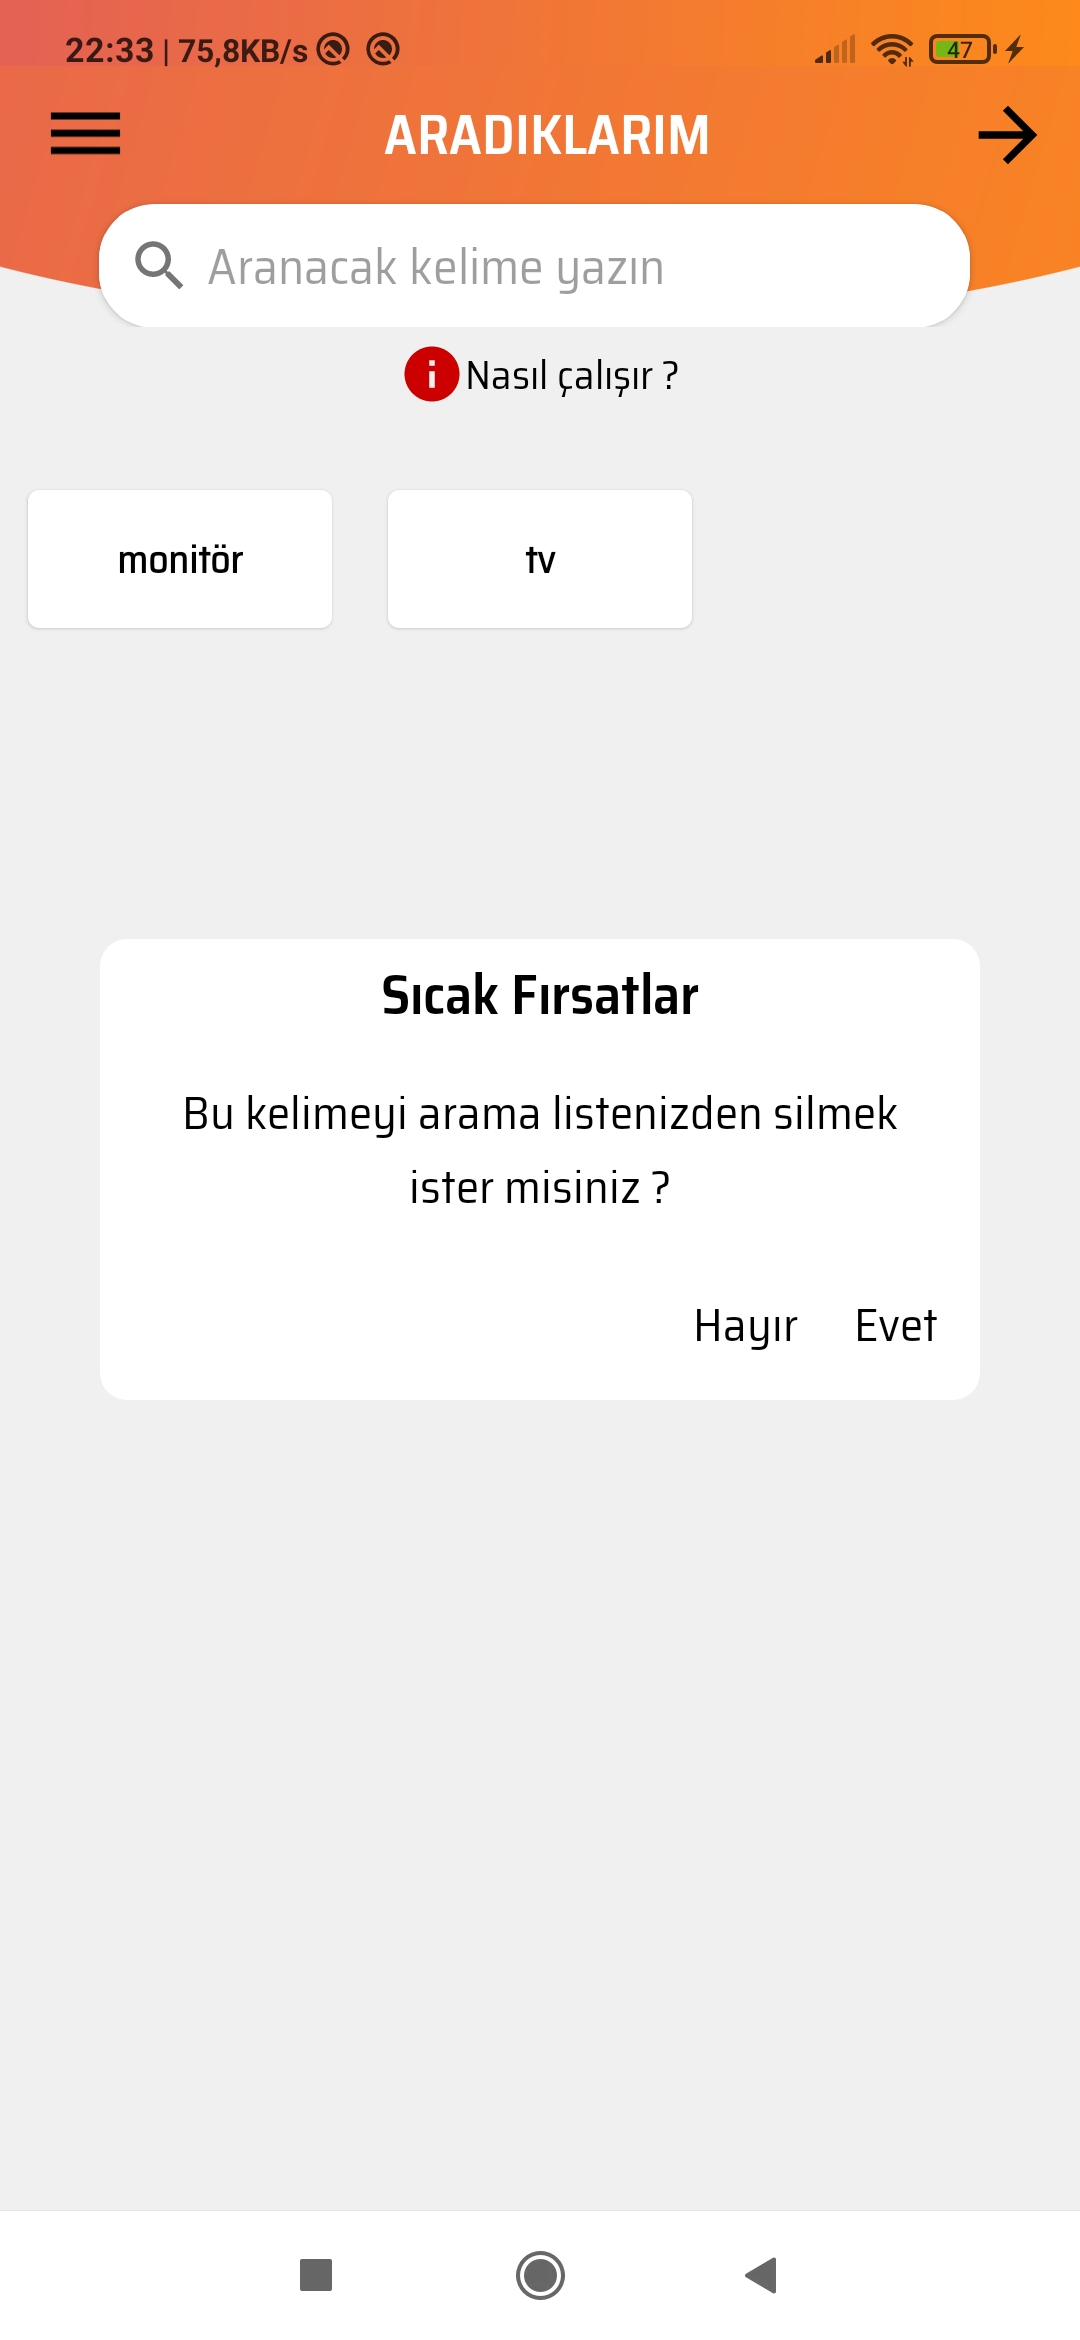 22:33 | 75,8KB/s
47
ARADIKLARIM
Aranacak kelime yazın
Nasıl çalışır ?
monitör
tv
Sıcak Fırsatlar
Bu kelimeyi arama listenizden silmek
ister misiniz ?
Hayır Evet